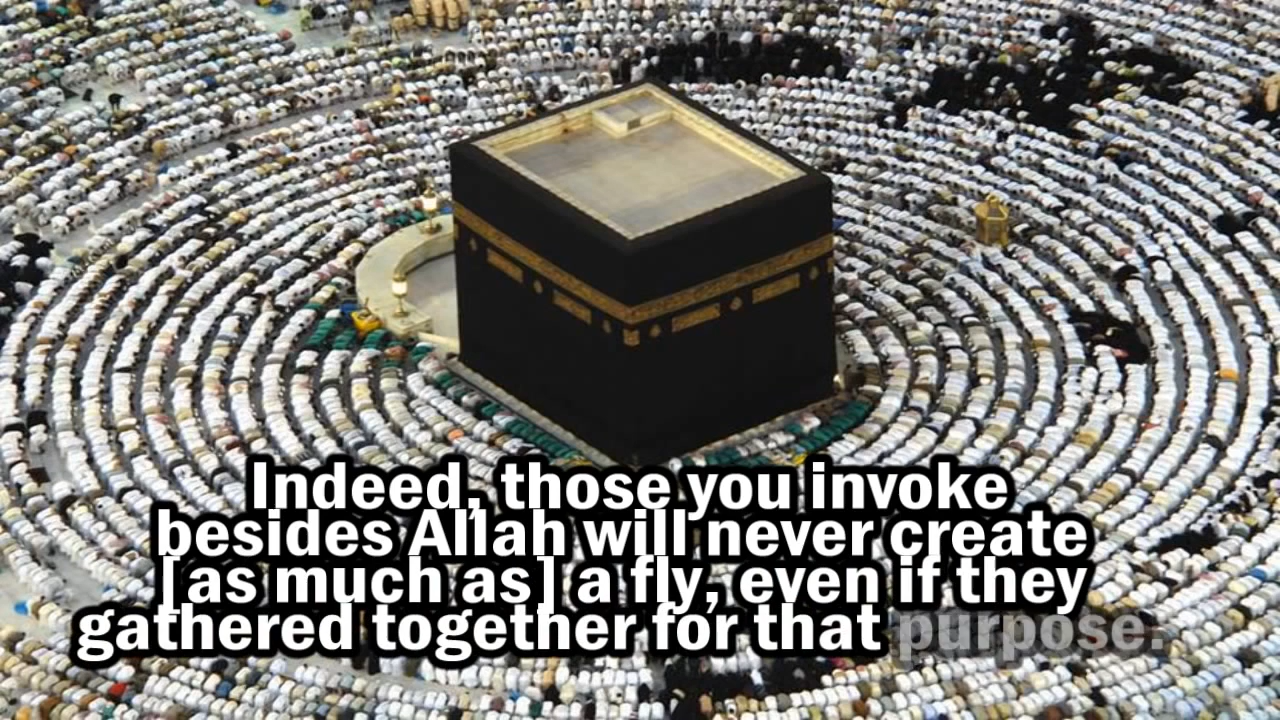 Indeed, those you invoke
besides Allah will never create
[as much as] a fly, even if they
gathered together for that purpose.